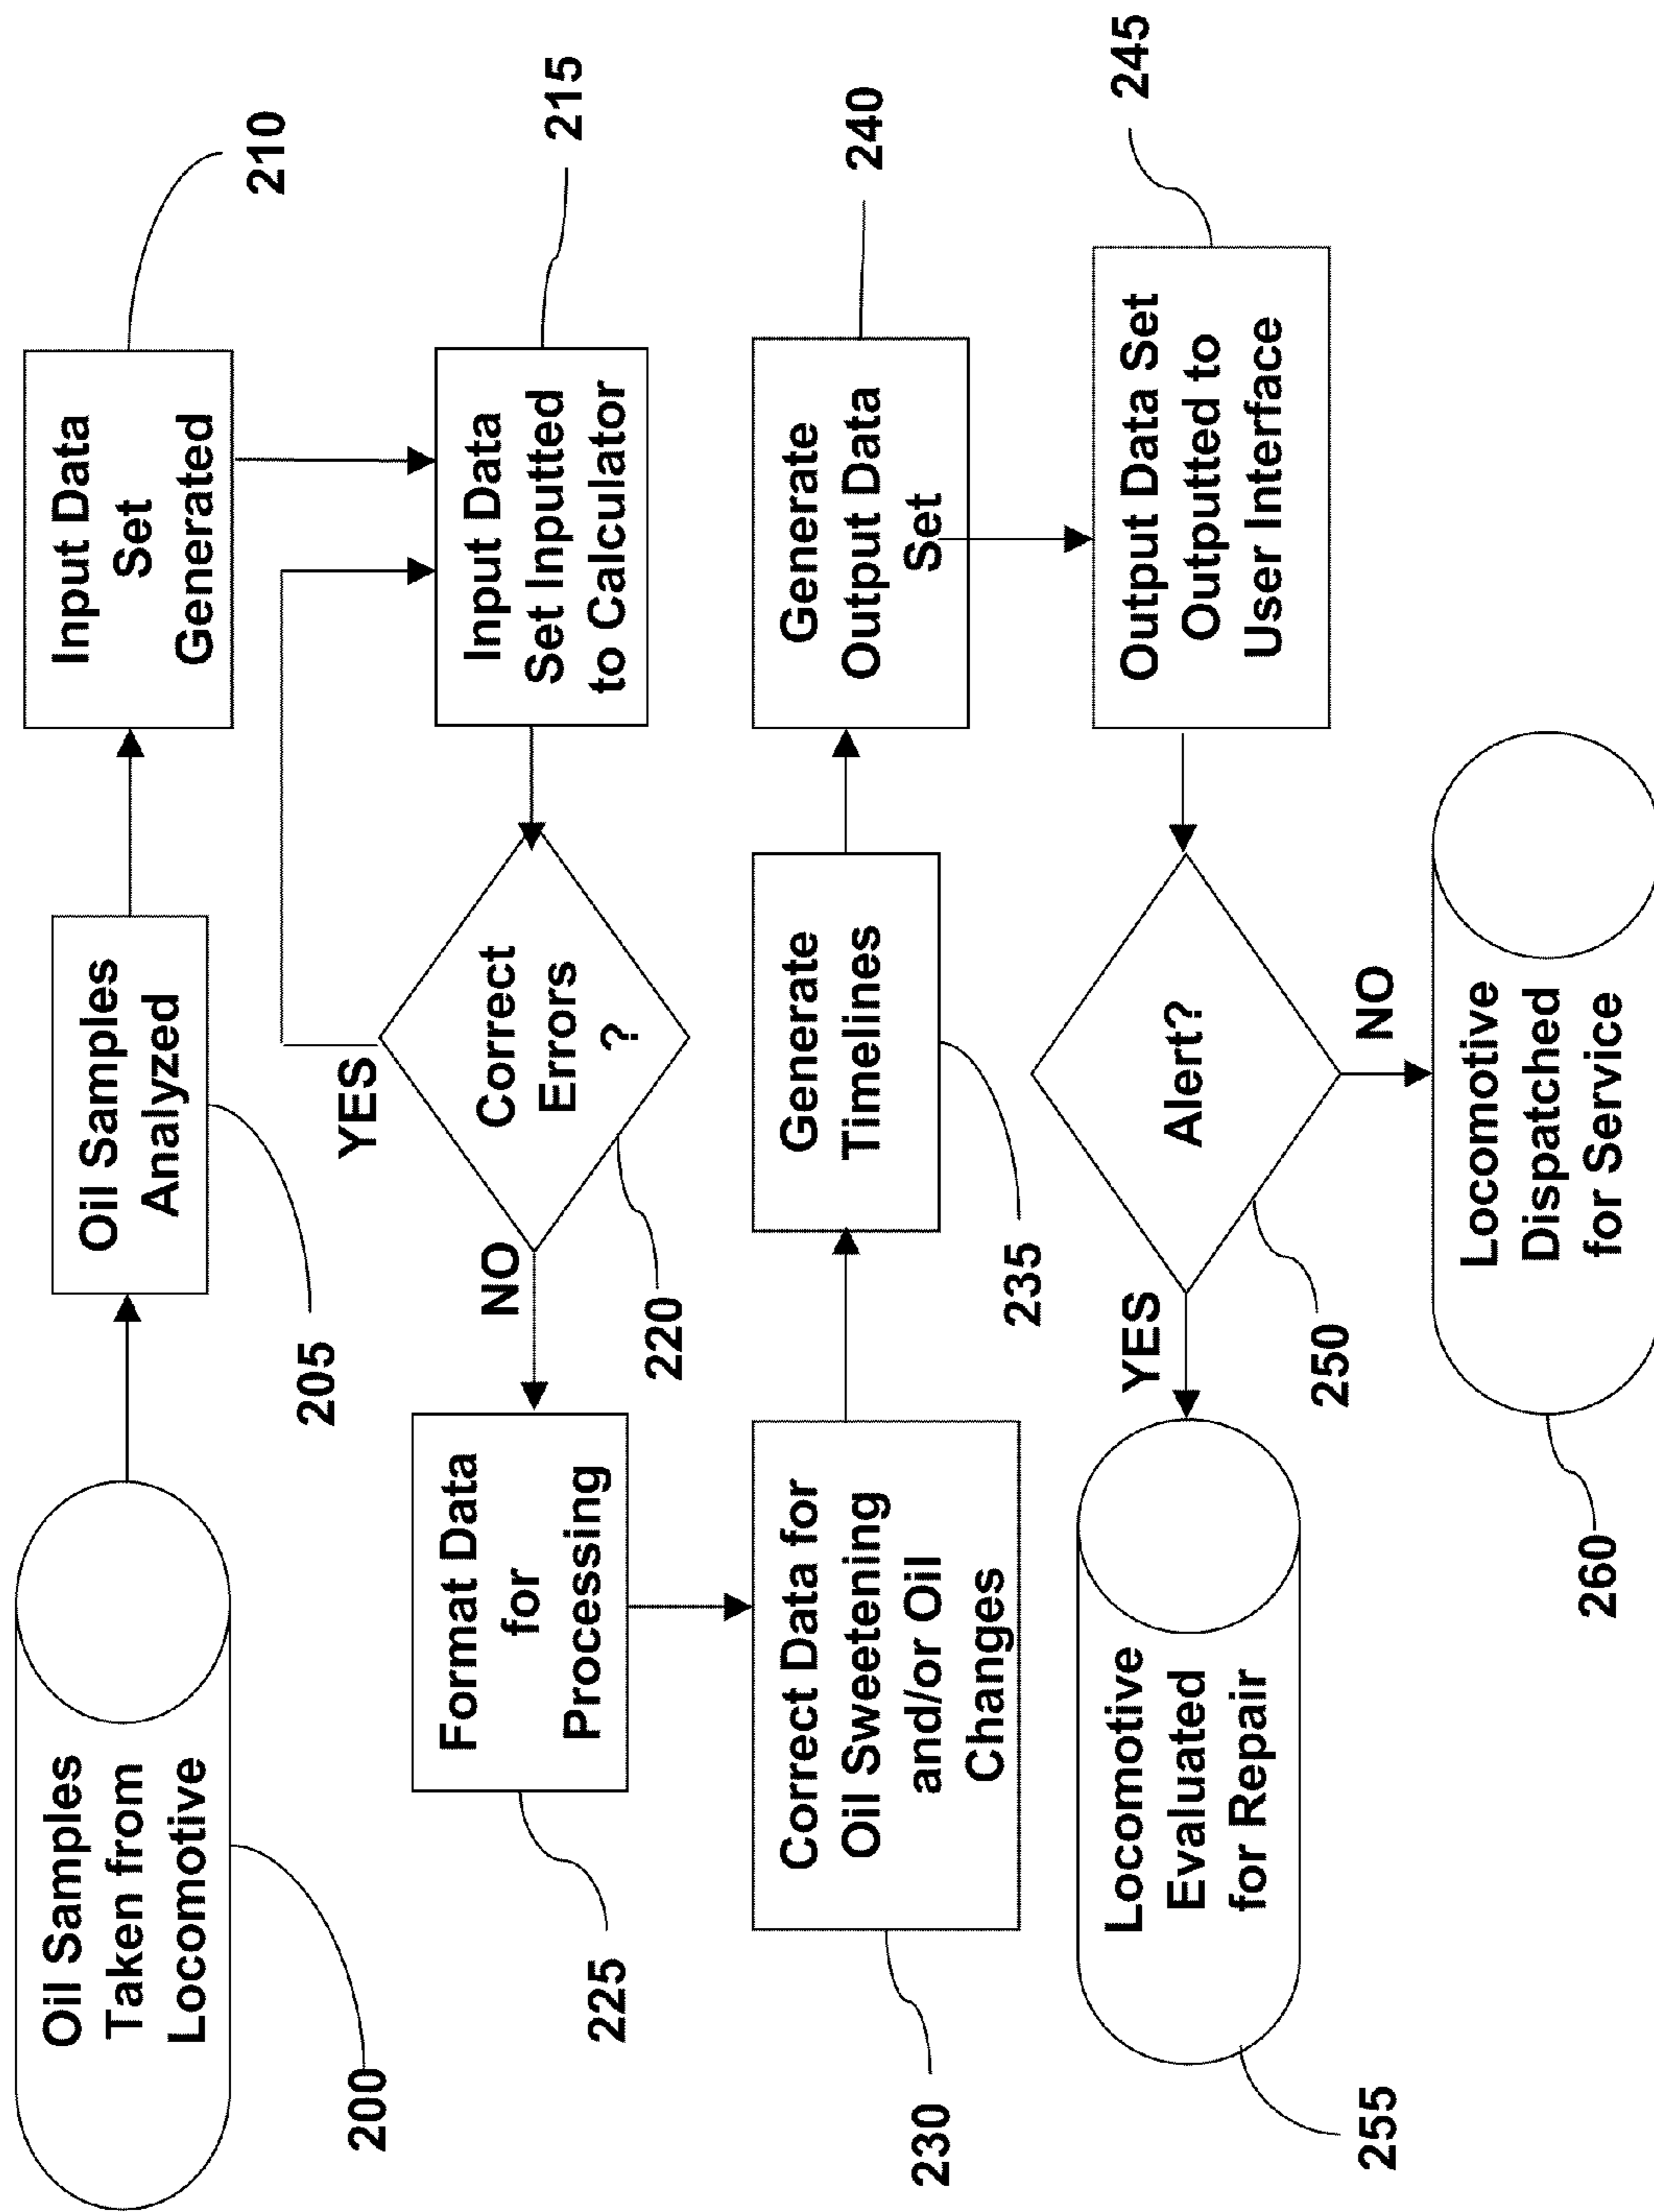 Oil Samples
Taken from
Locomotive
200
Oil Samples
Analyzed
205
Input Data
Set
Generated
210
Input Data
Set Inputted
to Calculator
215
Correct
Errors
?
YES
NO
220
Format Data
for
Processing
225
Correct Data for
Oil Sweetening
and/or Oil
Changes
230
Generate
Timelines
235
Generate
Output Data
Set
240
Output Data Set
Outputted to
User Interface
245
Alert?
YES
NO
250
Locomotive
Evaluated
for Repair
255
Locomotive
Dispatched
for Service
260